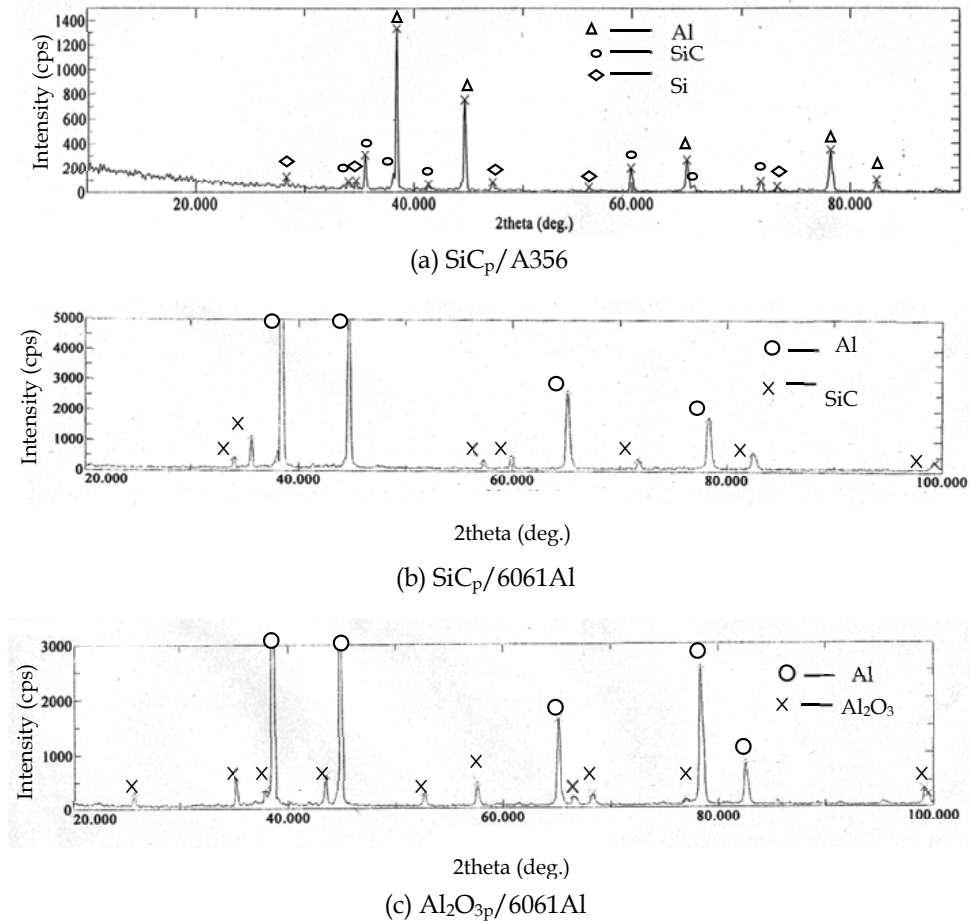 Intensity (cps)
1400
1200
1000
800
600
400
200
0
Al
SiC
Si
20.000
40.000
60.000
80.000
2theta (deg.)
(a) SiCp/A356
Intensity (cps)
5000
4000
3000
2000
1000
0
Al
SiC
20.000
40.000
60.000
80.000
100.000
2theta (deg.)
(b) SiCp/6061Al
Intensity (cps)
3000
2000
1000
0
Al
Al₂O₃
20.000
40.000
60.000
80.000
100.000
2theta (deg.)
(c) Al₂O₃p/6061Al